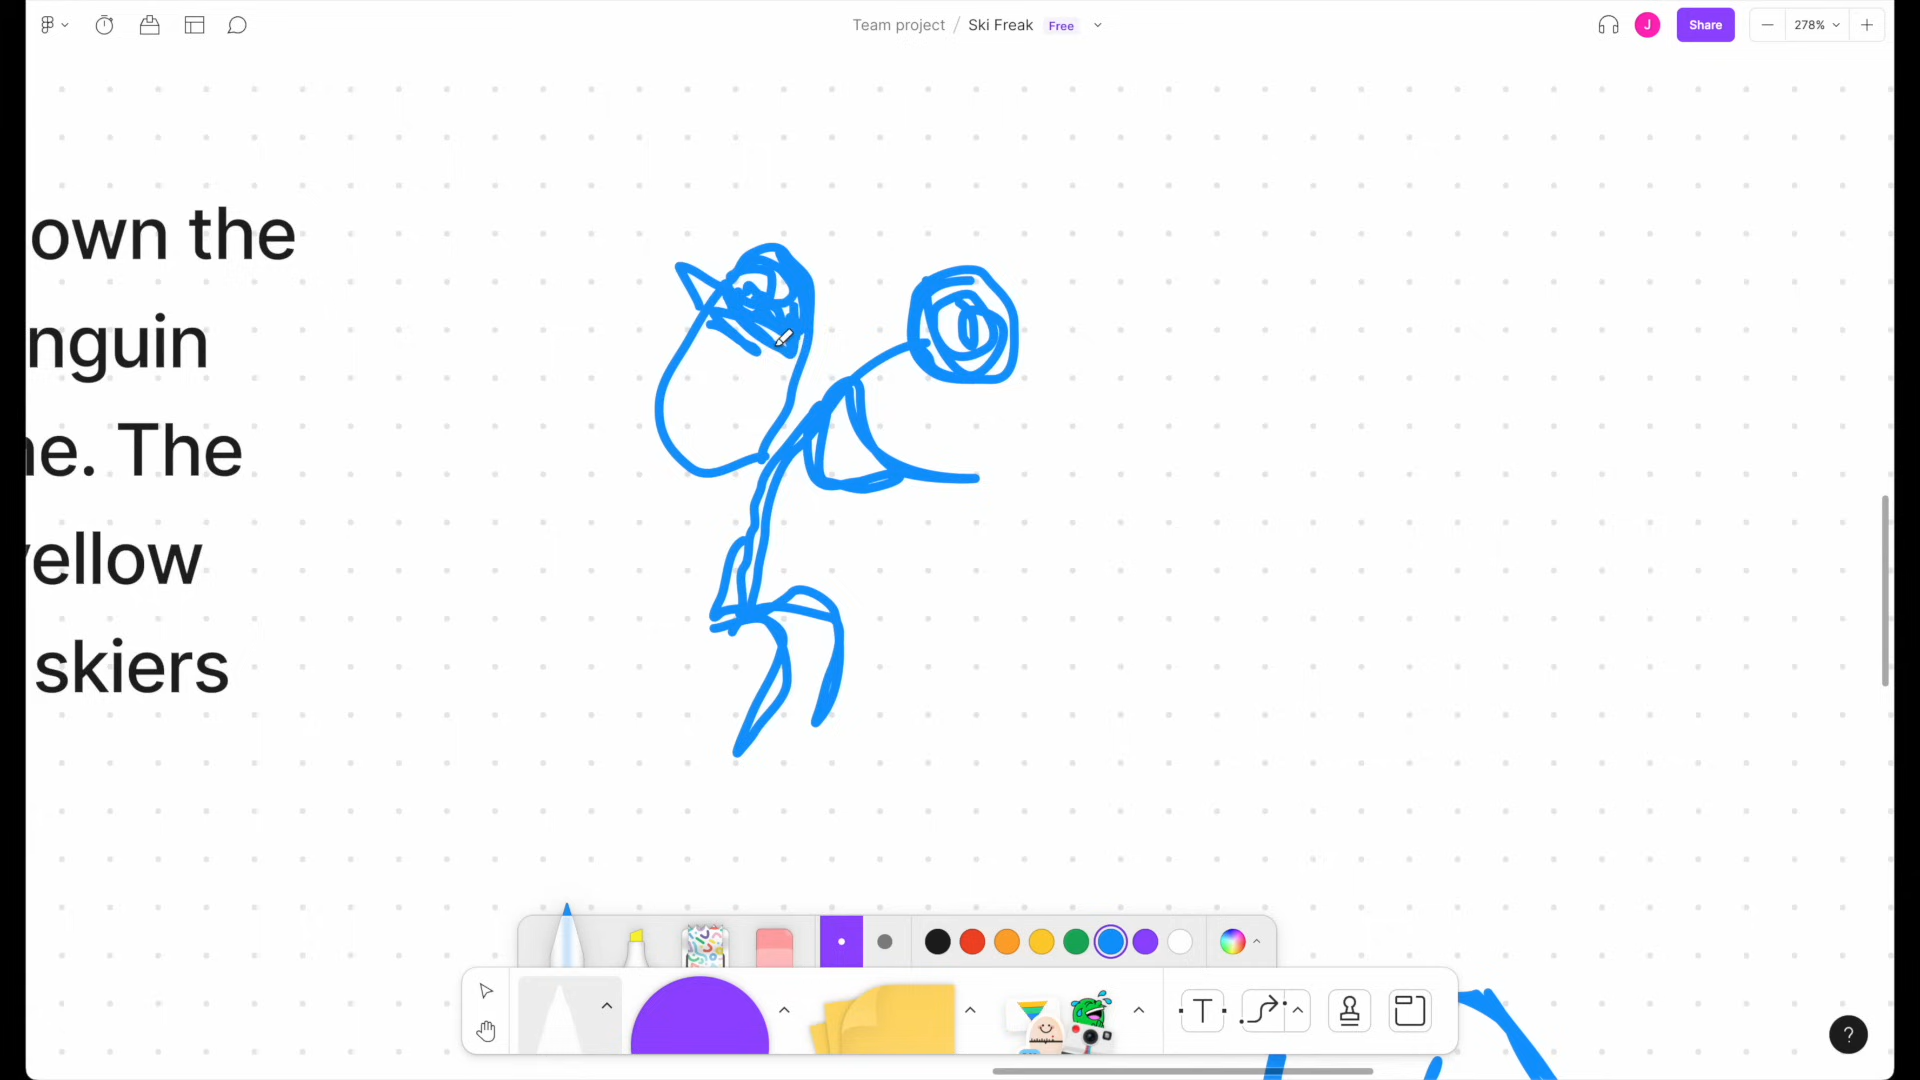 Team project / Ski Freak Free
J
Share
278%
own the
nguin
e. The
ellow
skiers
T
?